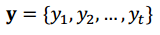 𝐲 = {𝑦₁, 𝑦₂, …, 𝑦ₜ}